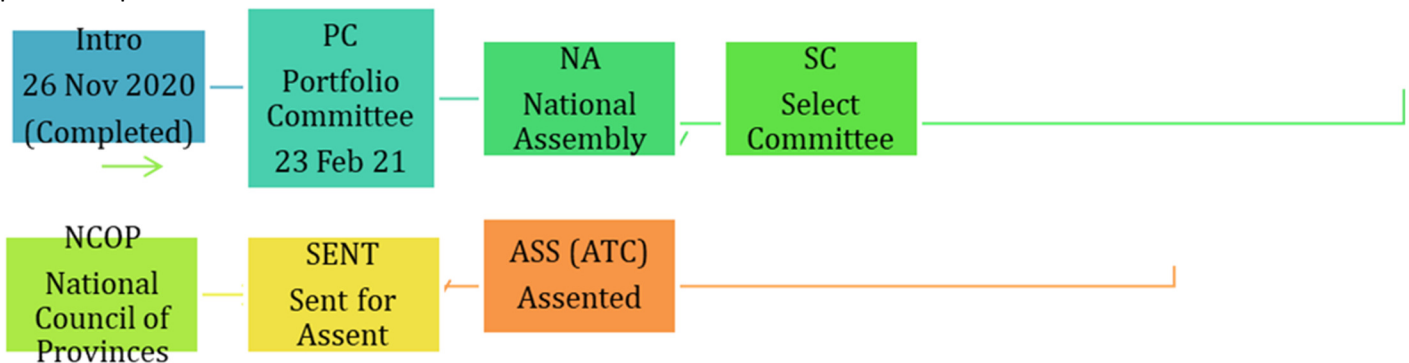 Intro
26 Nov 2020
(Completed)
PC
Portfolio
Committee
23 Feb 21
NA
National
Assembly
SC
Select
Committee
NCOP
National
Council of
Provinces
SENT
Sent for
Assent
ASS (ATC)
Assented